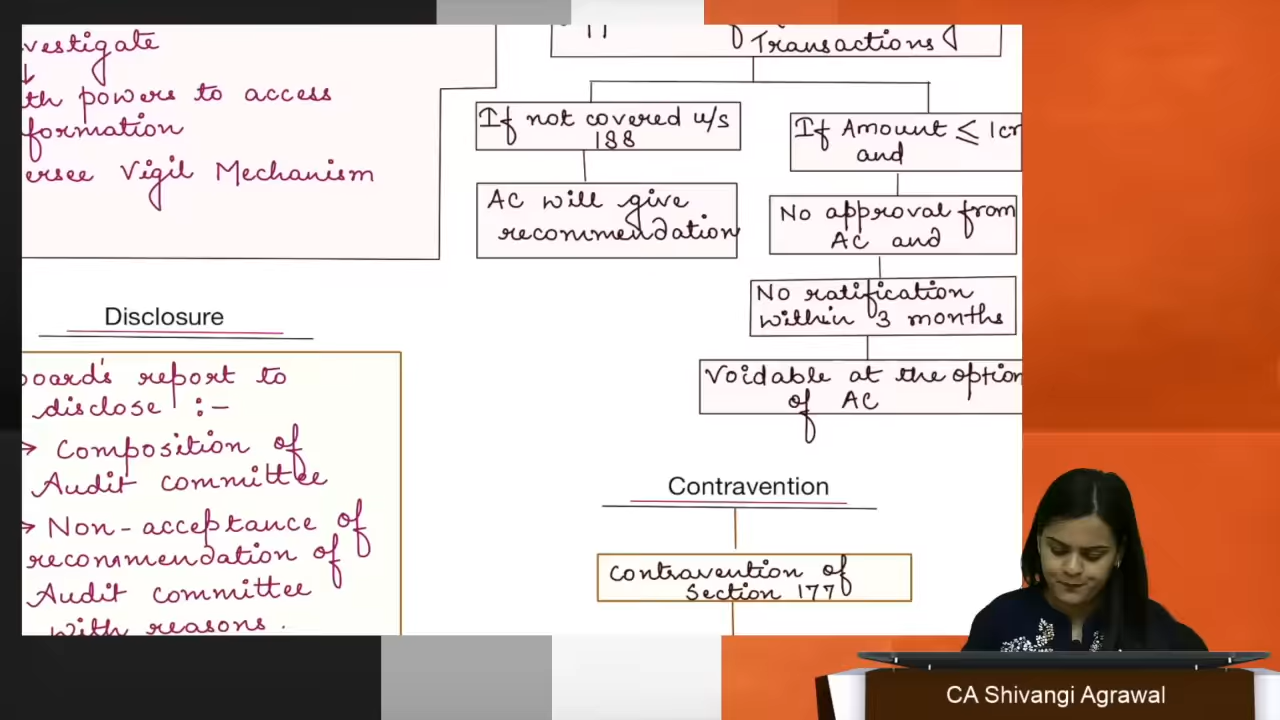 vestigate
th powers to access
formation
ersee Vigil Mechanism
Disclosure
board's report to
disclose :-
→ Composition of
Audit committee
→ Non-acceptance of
recommendation of
Audit committee
with reasons.
Transactions
If not covered u/s
188
AC will give
recommendation
If Amount ≤ 1cr
and
No approval from
AC and
No ratification
within 3 months
Voidable at the option
of AC
Contravention
Contravention of
Section 177
CA Shivangi Agrawal